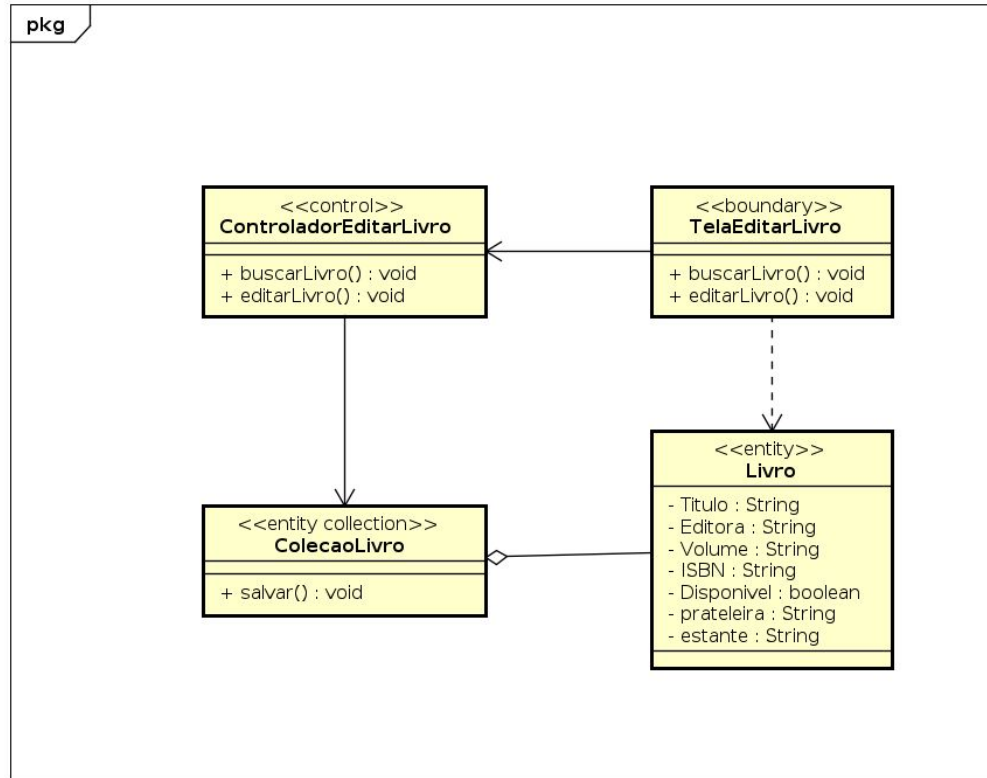 pkg
<<control>>
ControladorEditarLivro
+ buscarLivro() : void
+ editarLivro() : void
<<boundary>>
TelaEditarLivro
+ buscarLivro() : void
+ editarLivro() : void
<<entity collection>>
ColecaoLivro
+ salvar() : void
<<entity>>
Livro
- Titulo : String
- Editora : String
- Volume : String
- ISBN : String
- Disponivel : boolean
- prateleira : String
- estante : String